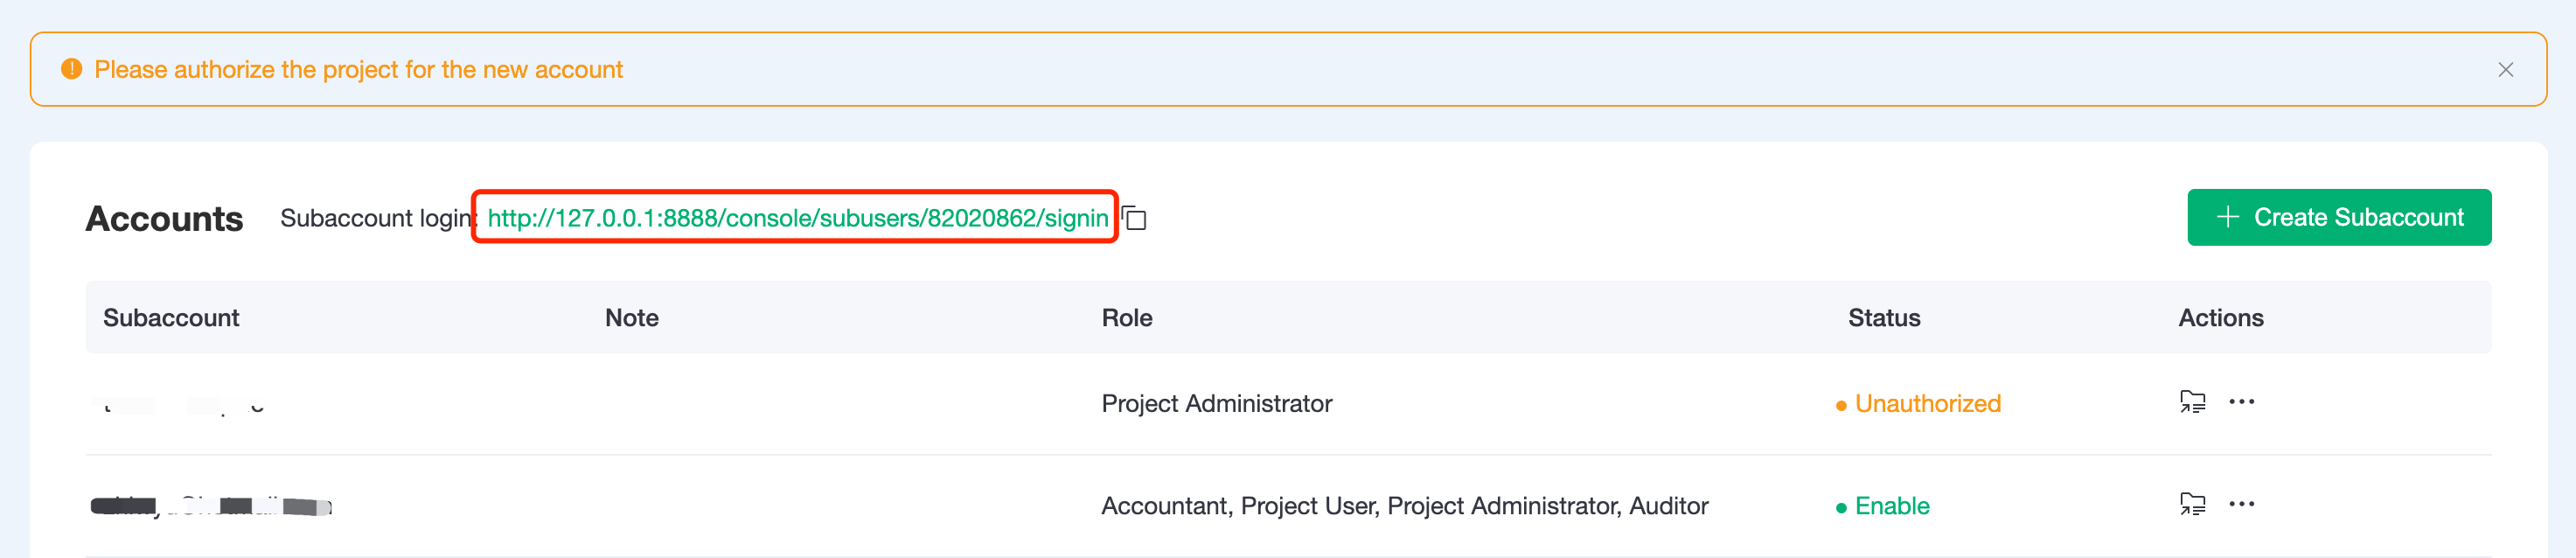 Please authorize the project for the new account
Accounts Subaccount login: http://127.0.0.1:8888/console/subusers/82020862/signin + Create Subaccount
Subaccount Note Role Status Actions
Project Administrator Unauthorized
Accountant, Project User, Project Administrator, Auditor Enable